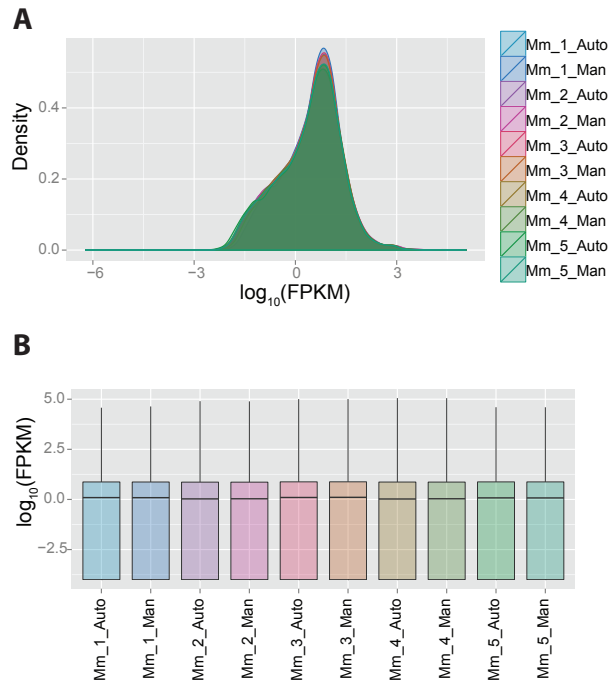 A
Density
0.4
0.2
0.0
−6
−3
0
3
log10(FPKM)
Mm_1_Auto
Mm_1_Man
Mm_2_Auto
Mm_2_Man
Mm_3_Auto
Mm_3_Man
Mm_4_Auto
Mm_4_Man
Mm_5_Auto
Mm_5_Man
B
log10(FPKM)
5.0
2.5
0.0
−2.5
Mm_1_Auto
Mm_1_Man
Mm_2_Auto
Mm_2_Man
Mm_3_Auto
Mm_3_Man
Mm_4_Auto
Mm_4_Man
Mm_5_Auto
Mm_5_Man